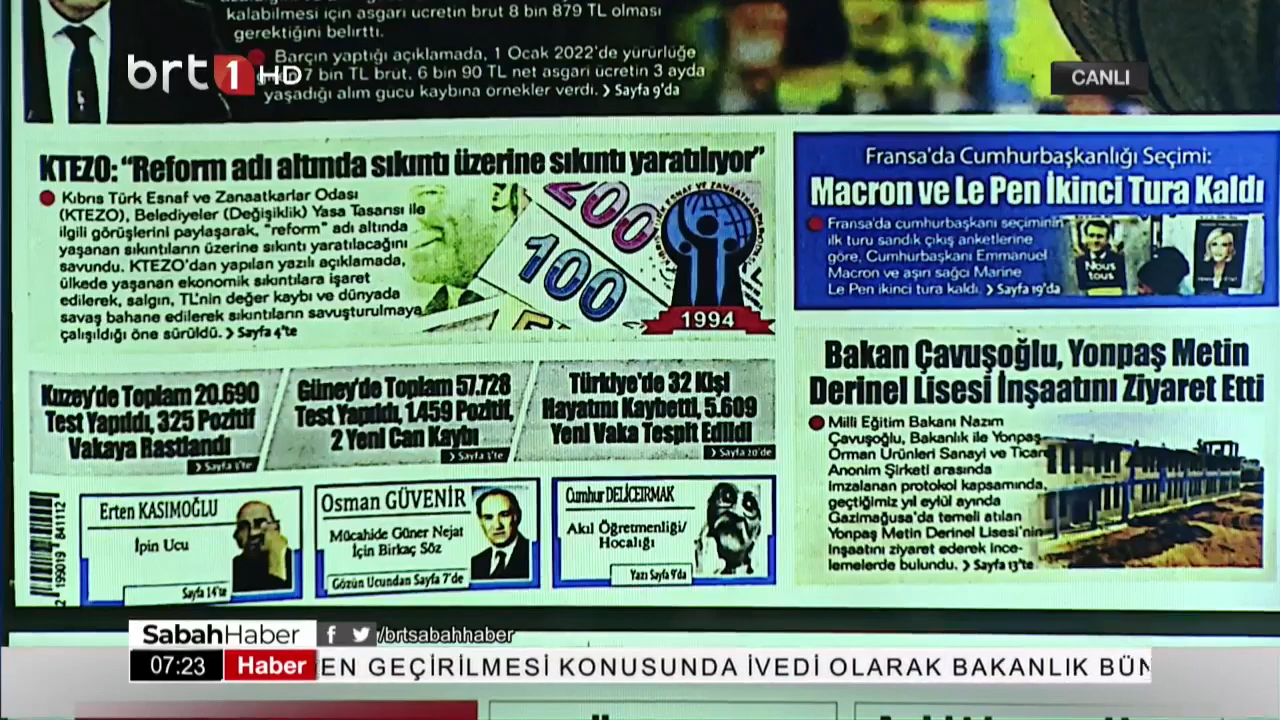 kalabilmesi için asgari ücretin brüt 8 bin 879 TL olması
gerektiğini belirtti.
Barçın yaptığı açıklamada, 1 Ocak 2022'de yürürlüğe
7 bin TL brüt, 6 bin 90 TL net asgari ücretin 3 ayda
yaşadığı alım gücü kaybına örnekler verdi. Sayfa 9'da
brt 1 HD
CANLI
KTEZO: “Reform adı altında sıkıntı üzerine sıkıntı yaratılıyor”
Kıbrıs Türk Esnaf ve Zanaatkarlar Odası
(KTEZO), Belediyeler (Değişiklik) Yasa Tasarısı ile
ilgili görüşlerini paylaşarak, "reform" adı altında
yaşanan sıkıntıların üzerine sıkıntı yaratılacağını
savundu. KTEZO'dan yapılan yazılı açıklamada,
ülkede yaşanan ekonomik sıkıntılara işaret
edilerek, salgın, TL'nin değer kaybı ve dünyada
savaş bahane edilerek sıkıntıların savuşturulmaya
çalışıldığı öne sürüldü. Sayfa 4'te
200
100
1994
Fransa'da Cumhurbaşkanlığı Seçimi:
Macron ve Le Pen İkinci Tura Kaldı
Fransa'da cumhurbaşkanı seçiminin
ilk turu sandık çıkış anketlerine
göre, Cumhurbaşkanı Emmanuel
Macron ve aşırı sağcı Marine
Le Pen ikinci tura kaldı. Sayfa 19'da
Nous
tous
Bakan Çavuşoğlu, Yonpaş Metin
Derinel Lisesi İnşaatını Ziyaret Etti
Milli Eğitim Bakanı Nazım
Çavuşoğlu, Bakanlık ile Yonpaş
Orman Ürünleri Sanayi ve Ticaret
Anonim Şirketi arasında
imzalanan protokol kapsamında,
geçtiğimiz yıl eylül ayında
Gazimağusa'da temeli atılan
Yonpaş Metin Derinel Lisesi'nin
inşaatını ziyaret ederek ince-
lemelerde bulundu. Sayfa 13'te
Kuzey'de Toplam 20.690
Test Yapıldı, 325 Pozitif
Vakaya Rastlandı
Güney'de Toplam 57.728
Test Yapıldı, 1.459 Pozitif,
2 Yeni Can Kaybı
Türkiye'de 32 Kişi
Hayatını Kaybetti, 5.609
Yeni Vaka Tespit Edildi
Sayfa 20'de
2 199019 841112
Erten KASIMOĞLU
İpin Ucu
Sayfa 14'te
Osman GÜVENİR
Mücahide Güner Nejat
İçin Birkaç Söz
Gözün Ucundan Sayfa 7'de
Cumhur DELİCEIRMAK
Akıl Öğretmenliği/
Hocalığı
Yazı Sayfa 9'da
SabahHaber
/brtsabahhaber
07:23
Haber
EN GEÇİRİLMESİ KONUSUNDA İVEDİ OLARAK BAKANLIK BÜN